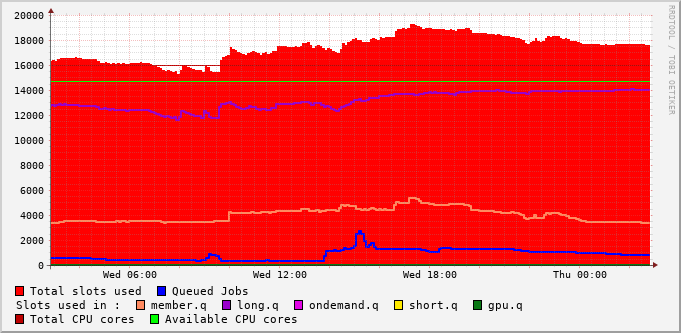 RRDTOOL / TOBI OETIKER
20000
18000
16000
14000
12000
10000
8000
6000
4000
2000
0
Wed 06:00 Wed 12:00 Wed 18:00 Thu 00:00
Total slots used Queued Jobs
Slots used in : member.q long.q ondemand.q short.q gpu.q
Total CPU cores Available CPU cores